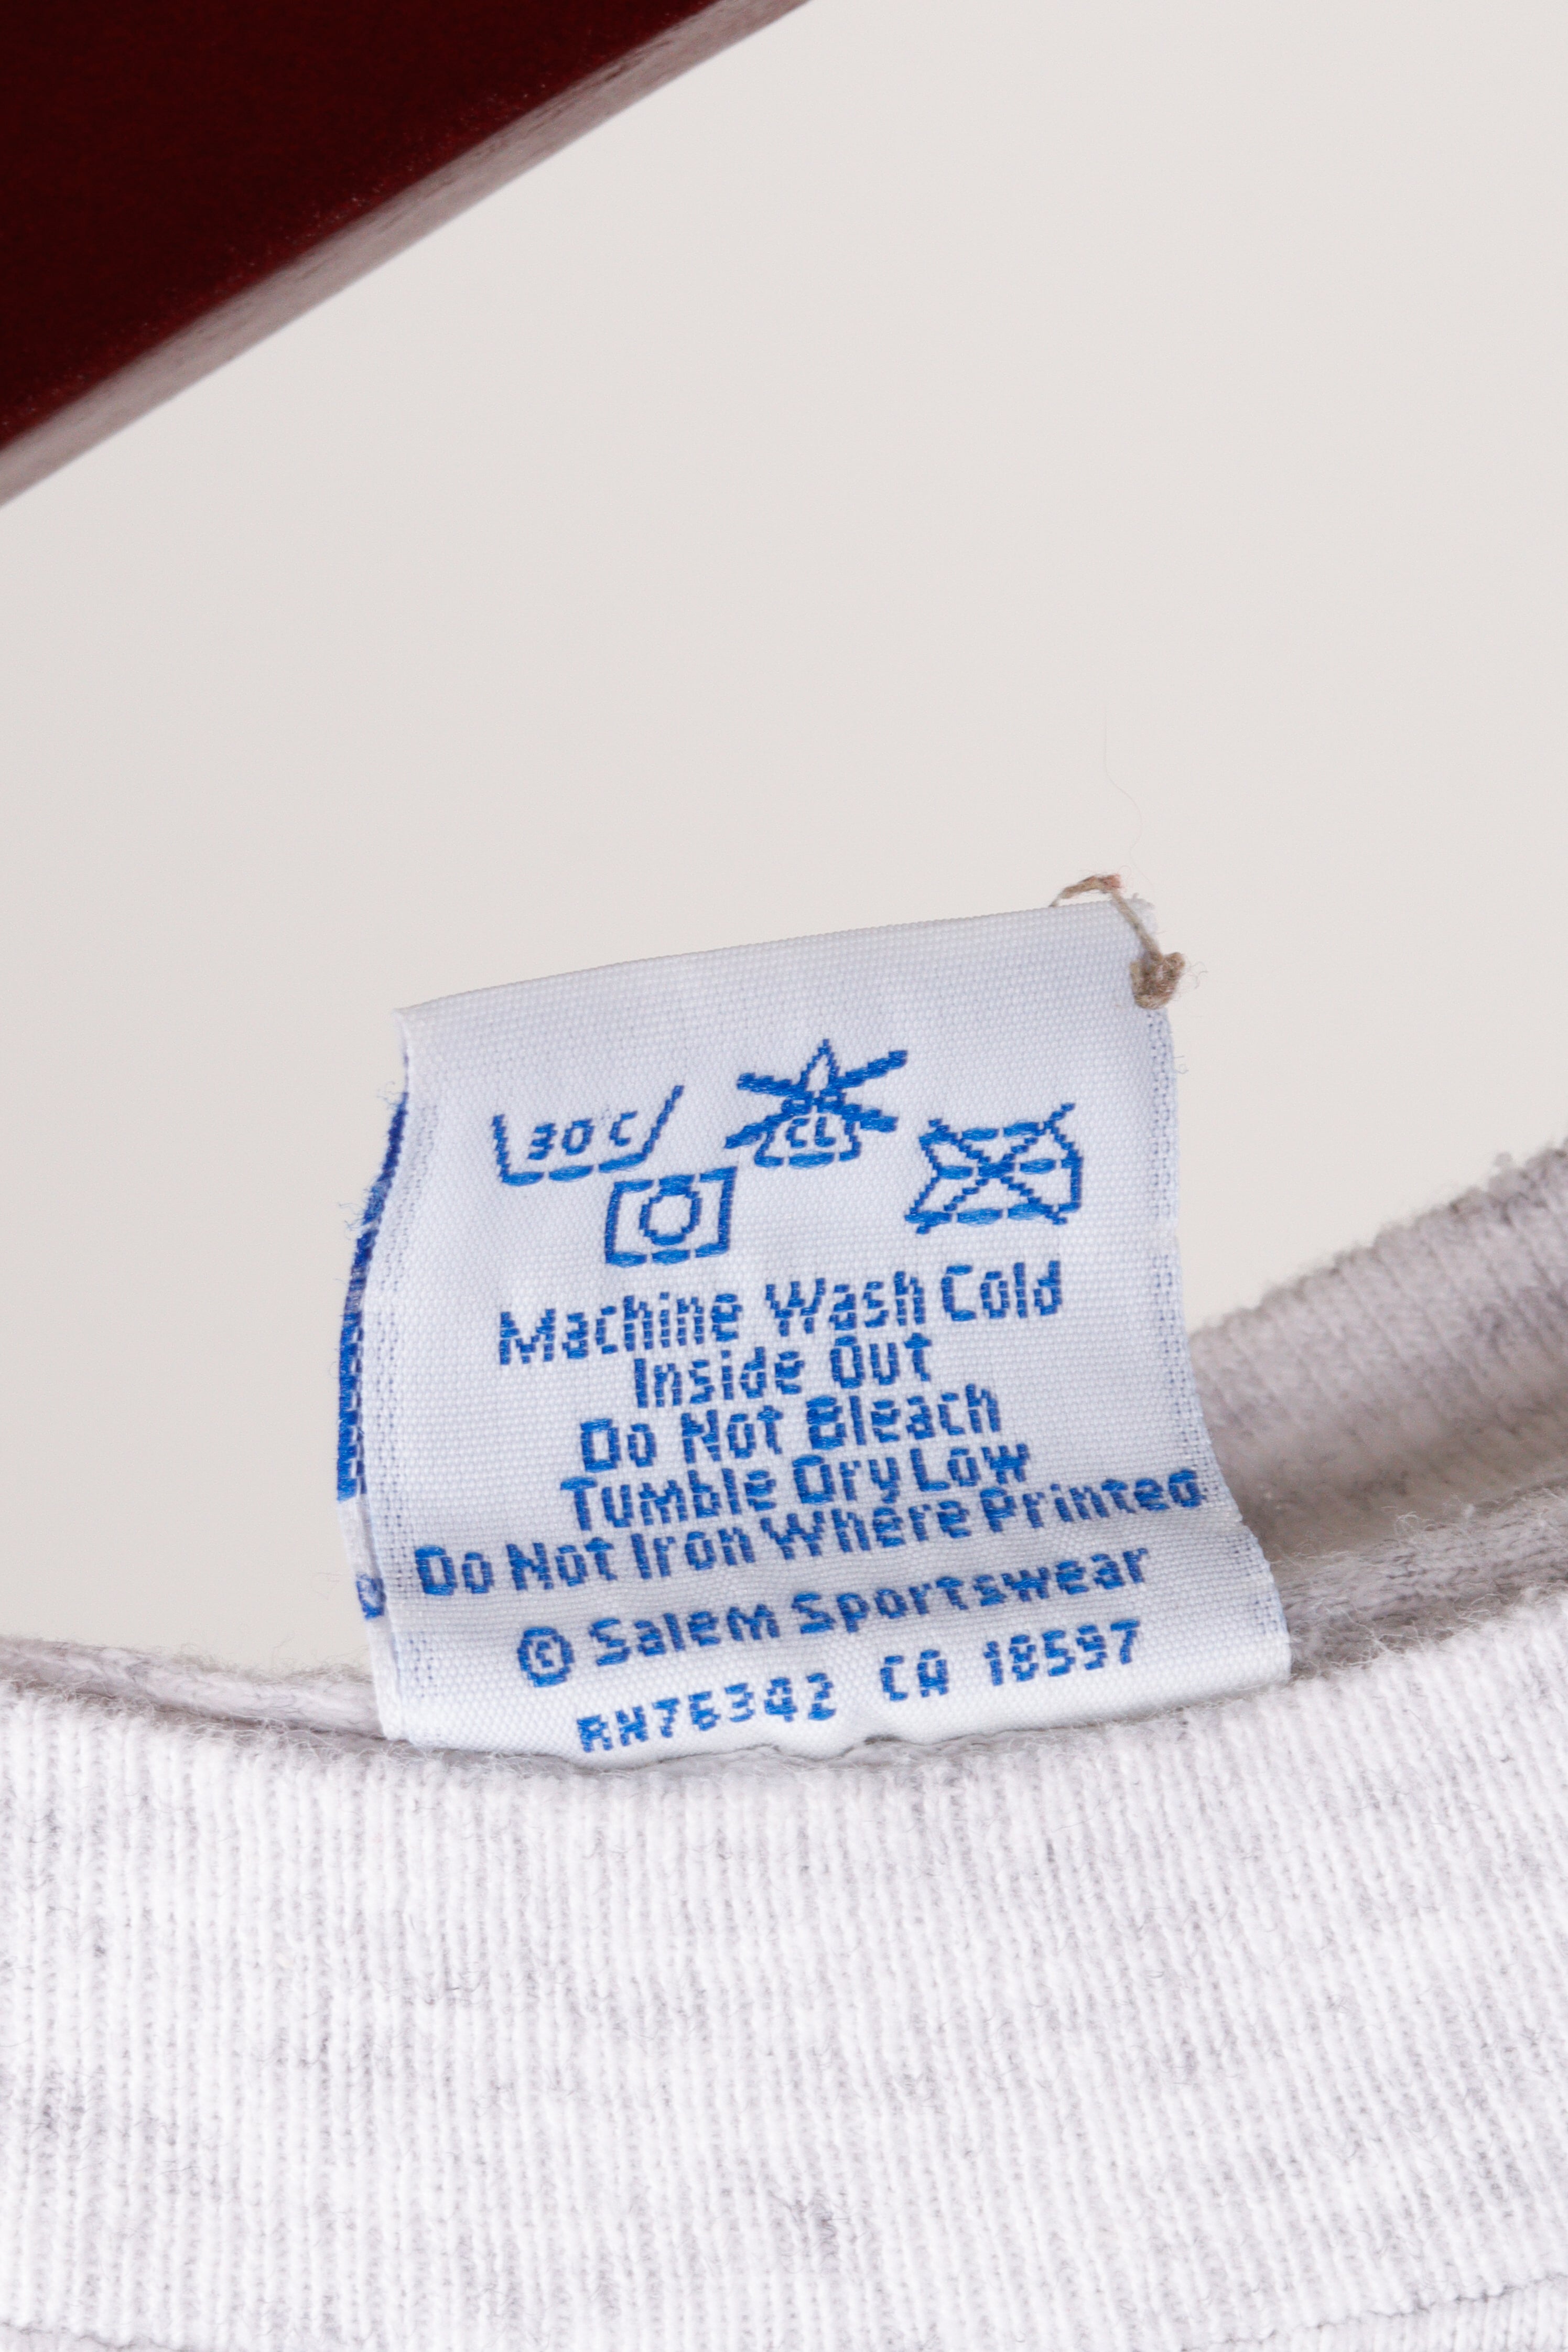 30°C
CL
Machine Wash Cold
Inside Out
Do Not Bleach
Tumble Dry Low
Do Not Iron Where Printed
© Salem Sportswear
RN76342 CA 18597